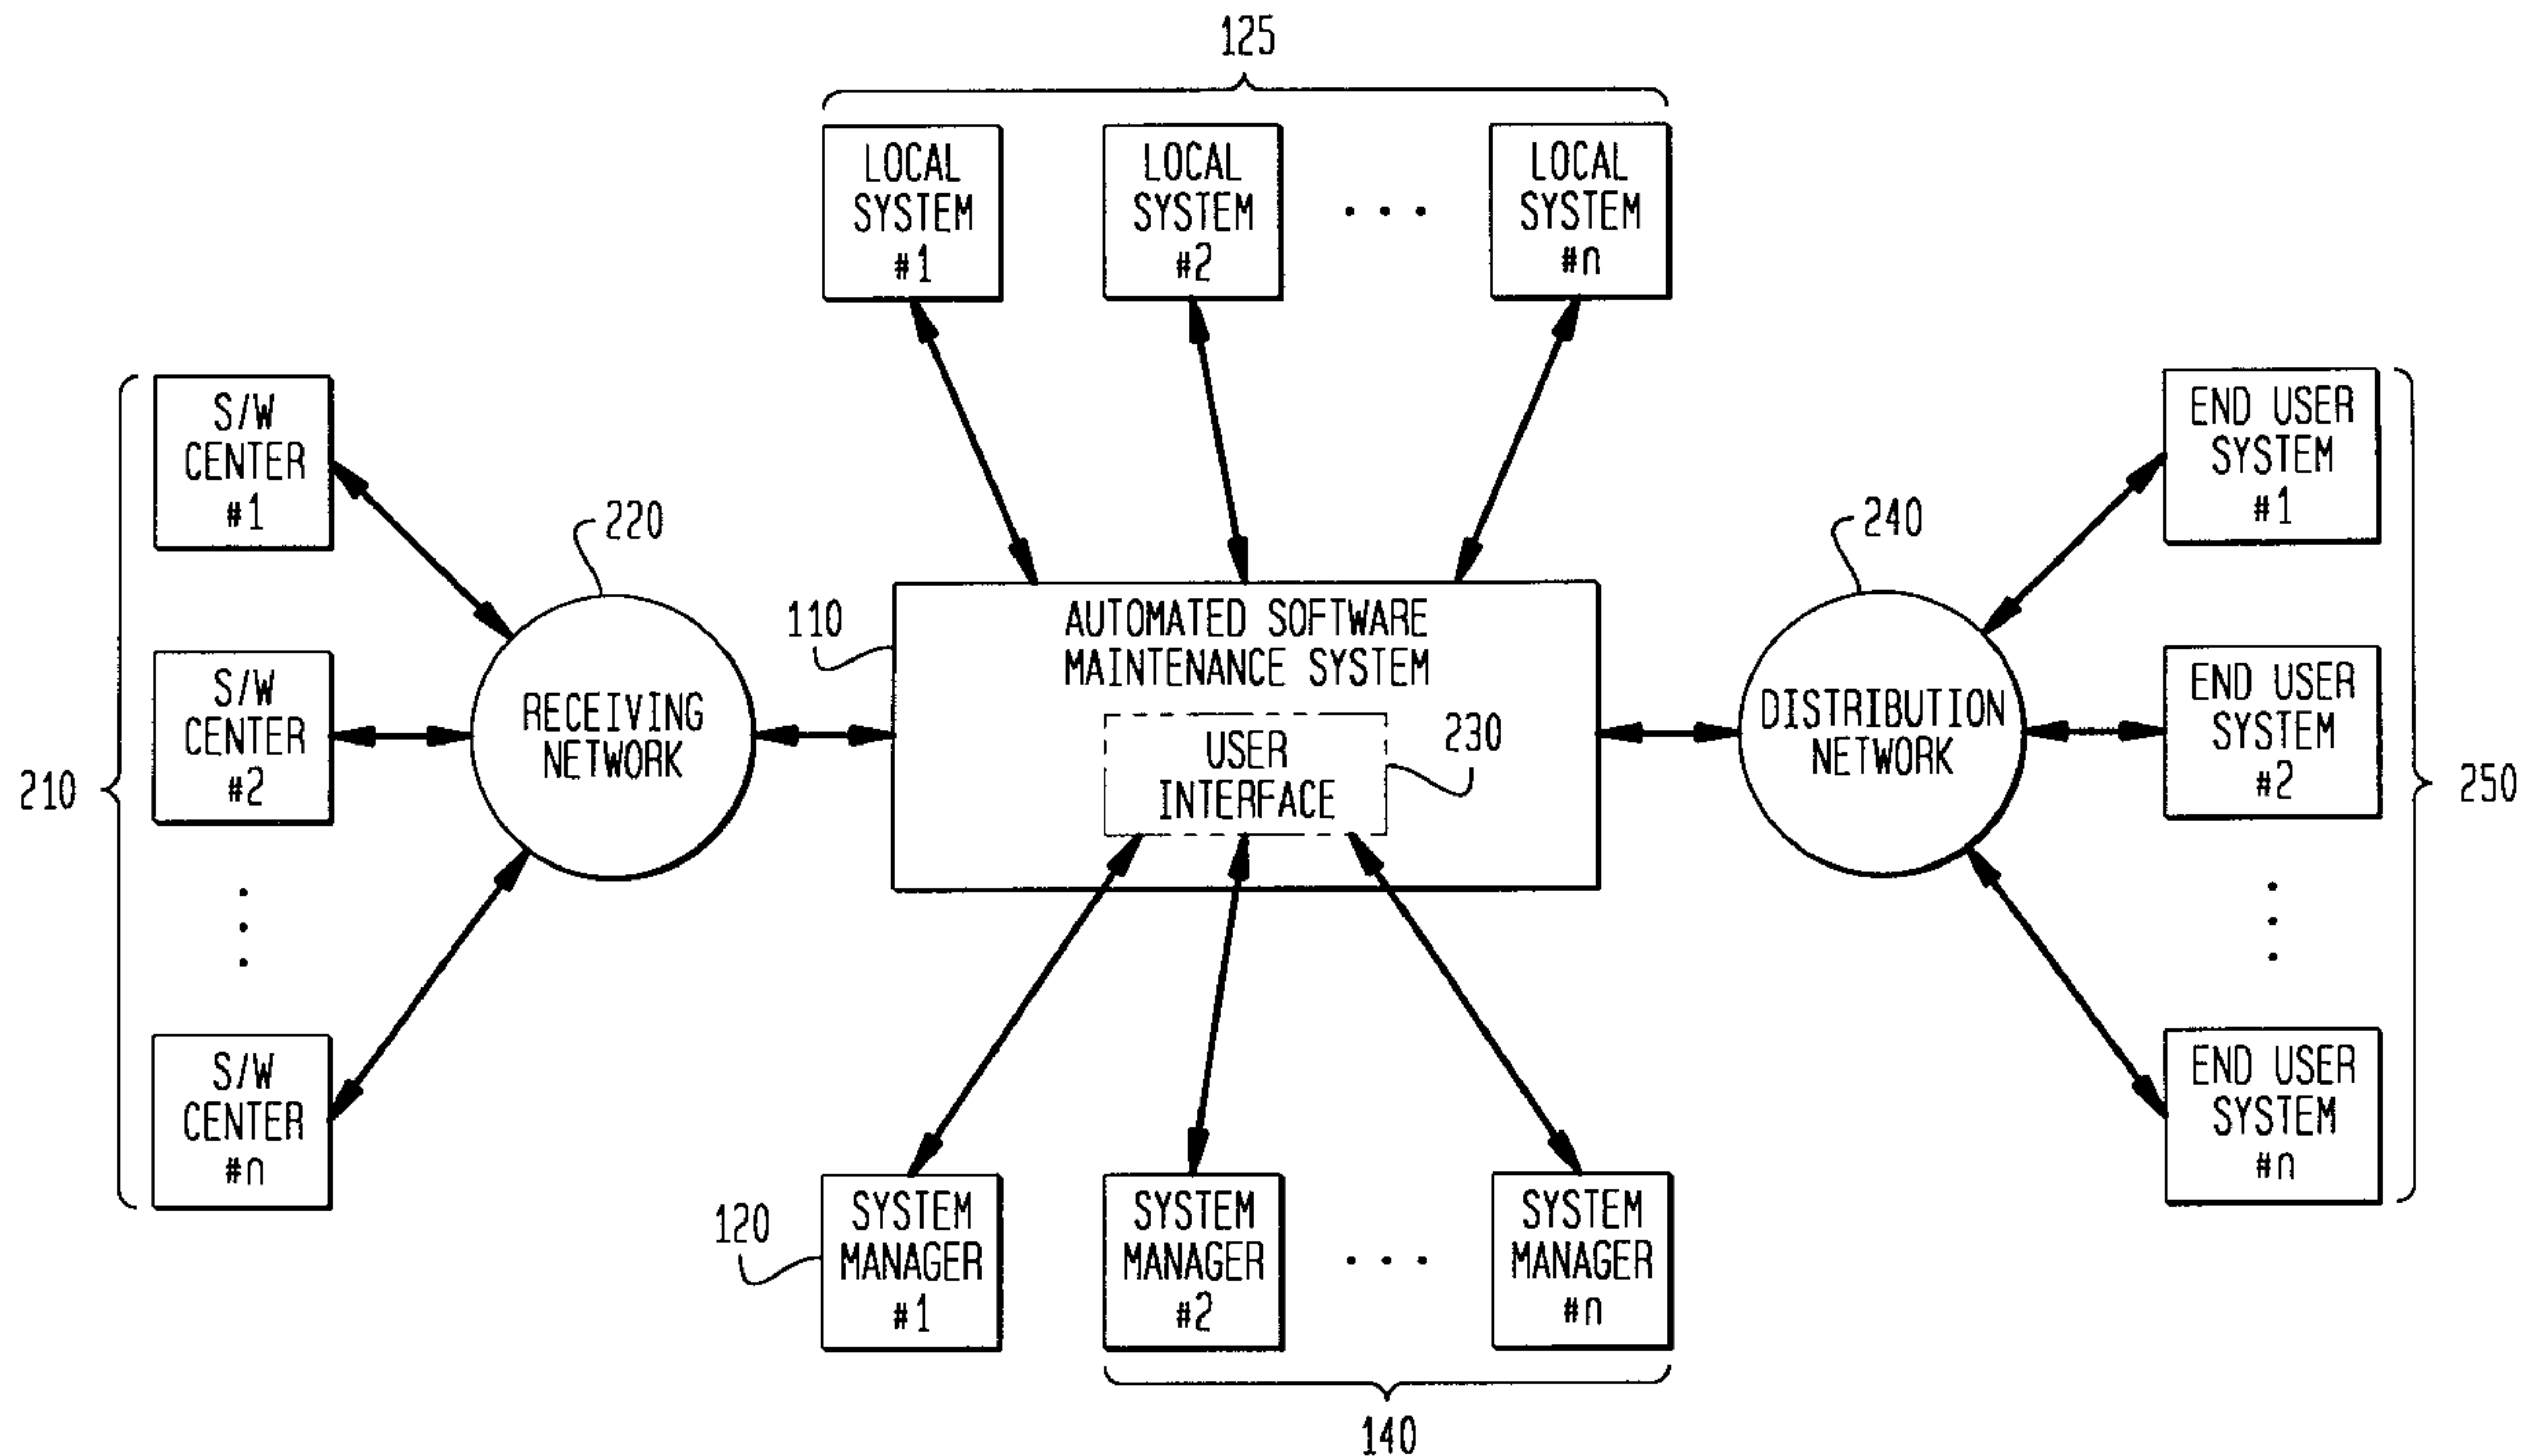 125
LOCAL
SYSTEM
#1
LOCAL
SYSTEM
#2
. . .
LOCAL
SYSTEM
#n
S/W
CENTER
#1
S/W
CENTER
#2
S/W
CENTER
#n
210
220
RECEIVING
NETWORK
110
AUTOMATED SOFTWARE
MAINTENANCE SYSTEM
USER
INTERFACE
230
240
DISTRIBUTION
NETWORK
END USER
SYSTEM
#1
END USER
SYSTEM
#2
END USER
SYSTEM
#n
250
120
SYSTEM
MANAGER
#1
SYSTEM
MANAGER
#2
. . .
SYSTEM
MANAGER
#n
140